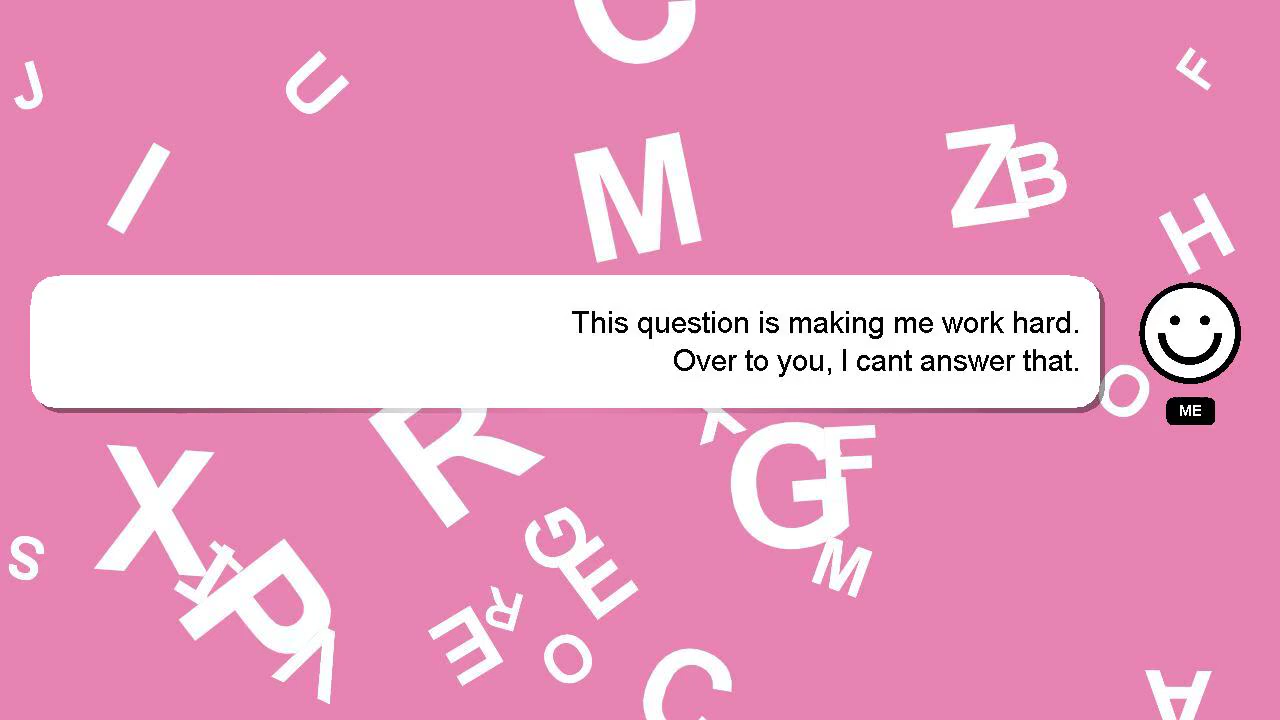 C
J
U
F
I
M
Z
B
H
This question is making me work hard.
Over to you, I cant answer that.
O
ME
R
X
G
F
X
G
E
M
S
P
V
E
R
O
C
A